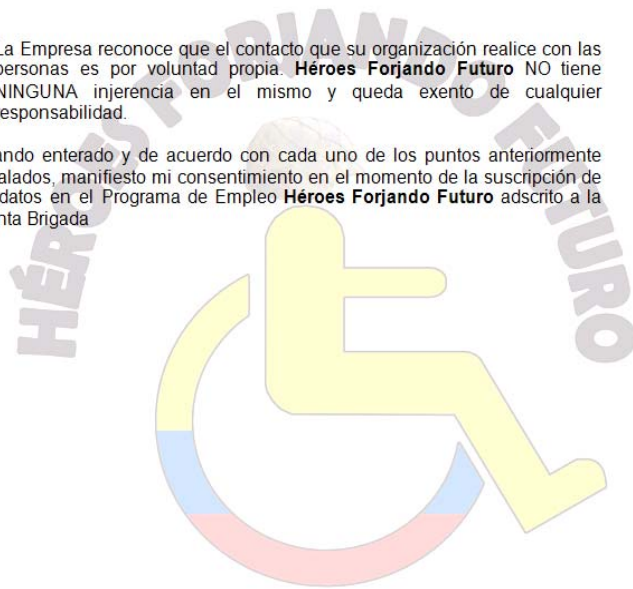 HÉROES FORJANDO FUTURO
La Empresa reconoce que el contacto que su organización realice con las
personas es por voluntad propia. Héroes Forjando Futuro NO tiene
NINGUNA injerencia en el mismo y queda exento de cualquier
responsabilidad.
ando enterado y de acuerdo con cada uno de los puntos anteriormente
alados, manifiesto mi consentimiento en el momento de la suscripción de
datos en el Programa de Empleo Héroes Forjando Futuro adscrito a la
nta Brigada